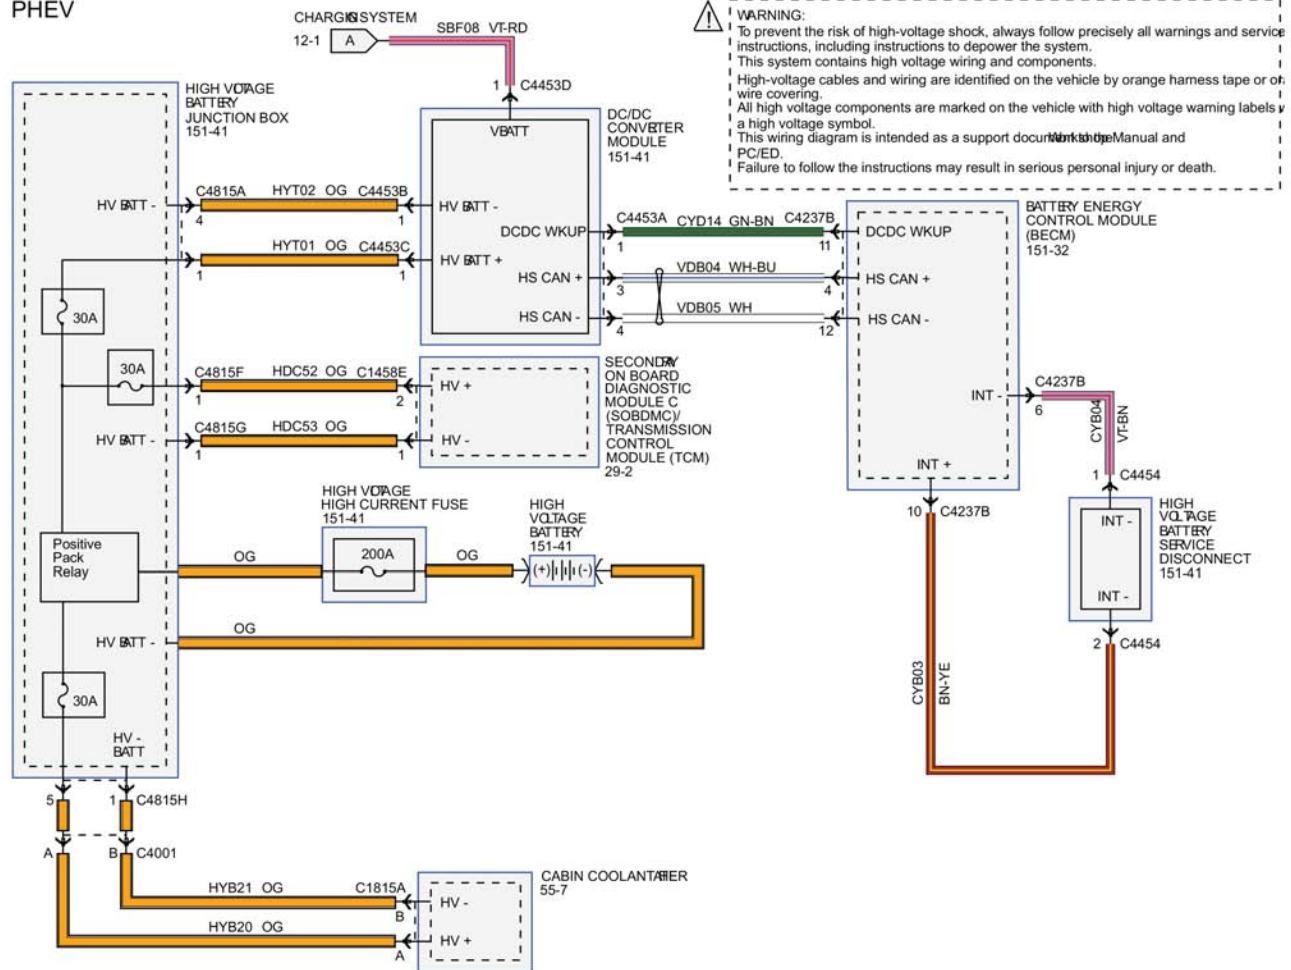 PHEV
CHARGING SYSTEM
12-1 A
SBF08 VT-RD
1 C4453D
WARNING:
To prevent the risk of high-voltage shock, always follow precisely all warnings and service
instructions, including instructions to depower the system.
This system contains high voltage wiring and components.
High-voltage cables and wiring are identified on the vehicle by orange harness tape or or
wire covering.
All high voltage components are marked on the vehicle with high voltage warning labels
a high voltage symbol.
This wiring diagram is intended as a support Manual and
PC/ED.
Failure to follow the instructions may result in serious personal injury or death.
HIGH VOLTAGE
BATTERY
JUNCTION BOX
151-41
VBATT
DC/DC
CONVERTER
MODULE
151-41
HV BATT -
C4815A HYT02 OG C4453B
4 1
HV BATT -
C4453A CYD14 GN-BN C4237B
DCDC WKUP
1 11
DCDC WKUP
BATTERY ENERGY
CONTROL MODULE
(BECM)
151-32
HYT01 OG C4453C
1 1
HV BATT +
HS CAN +
VDB04 WH-BU
3 4
HS CAN +
HS CAN -
VDB05 WH
4 12
HS CAN -
30A
30A
C4815F HDC52 OG C1458E
1 2
HV +
HV BATT -
C4815G HDC53 OG
1 1
HV -
SECONDRY
ON BOARD
DIAGNOSTIC
MODULE C
(SOBDMC)/
TRANSMISSION
CONTROL
MODULE (TCM)
29-2
INT -
C4237B
6
CYB04
VT-BN
1 C4454
INT +
10 C4237B
HIGH VOLTAGE
HIGH CURRENT FUSE
151-41
200A
HIGH
VOLTAGE
BATTERY
151-41
(+) (-)
INT -
INT -
HIGH
VOLTAGE
BATTERY
SERVICE
DISCONNECT
151-41
2 C4454
Positive
Pack
Relay
OG
OG
HV BATT -
OG
CYB03
BN-YE
30A
HV -
BATT
5 1 C4815H
A B C4001
HYB21 OG C1815A
B
HV -
HYB20 OG
A
HV +
CABIN
55-7